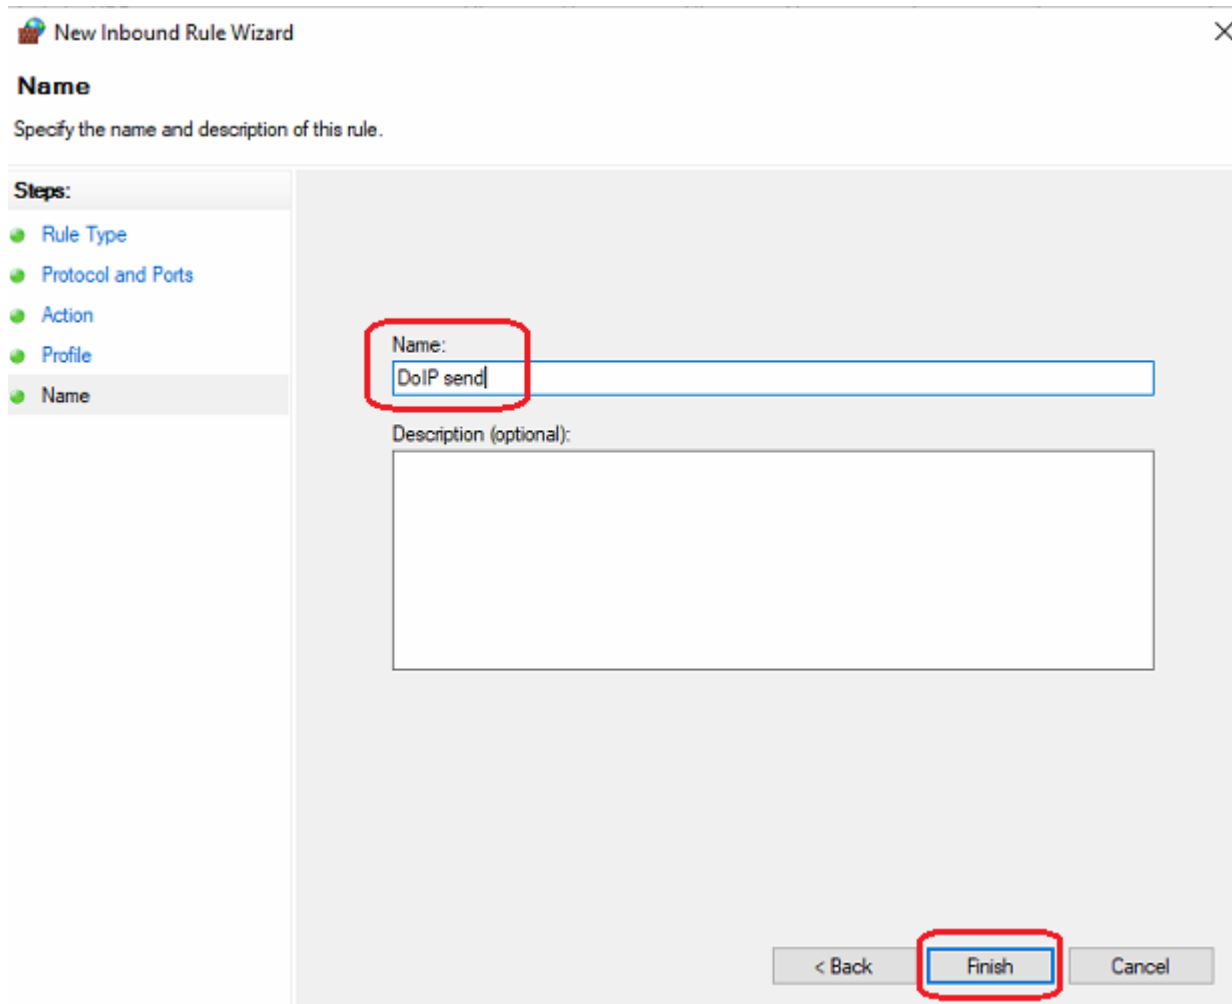 New Inbound Rule Wizard
Name
Specify the name and description of this rule.
Steps:
Rule Type
Protocol and Ports
Action
Profile
Name
Name:
DoIP send
Description (optional):
< Back
Finish
Cancel